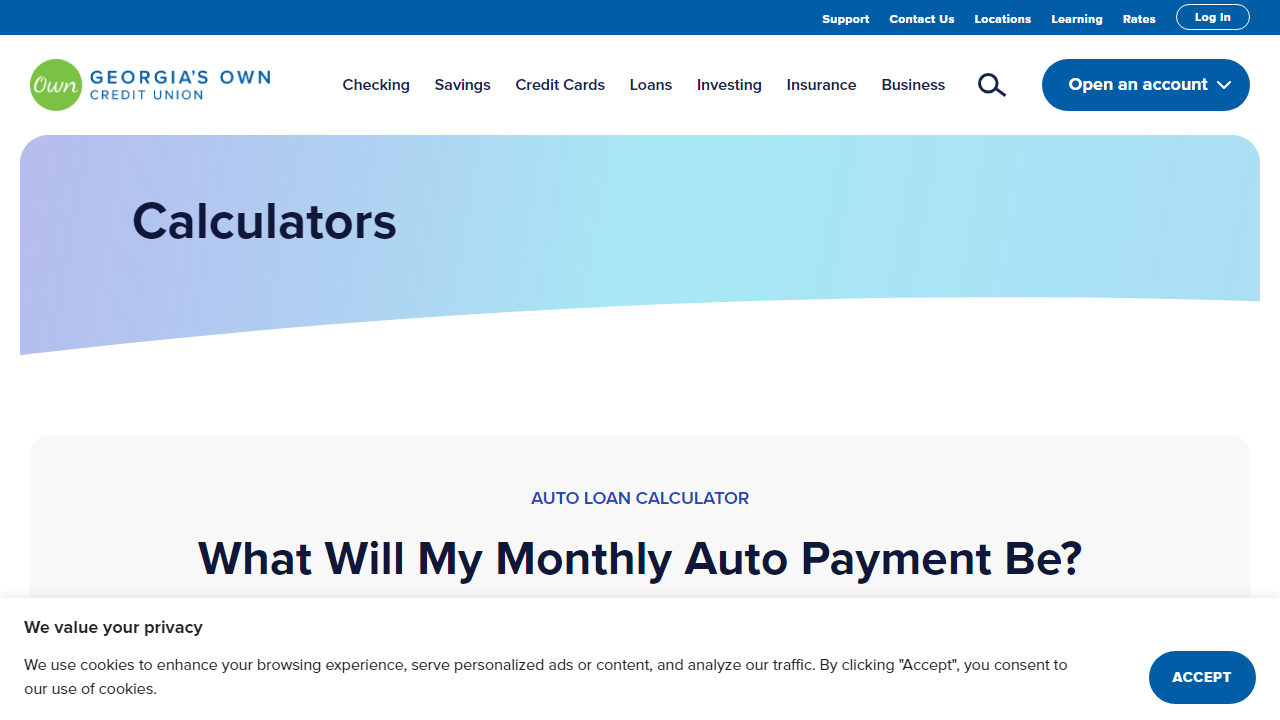 Support Contact Us Locations Learning Rates Log In
Own GEORGIA'S OWN
CREDIT UNION
Checking Savings Credit Cards Loans Investing Insurance Business Open an account
Calculators
AUTO LOAN CALCULATOR
What Will My Monthly Auto Payment Be?
We value your privacy
We use cookies to enhance your browsing experience, serve personalized ads or content, and analyze our traffic. By clicking "Accept", you consent to
our use of cookies.
ACCEPT